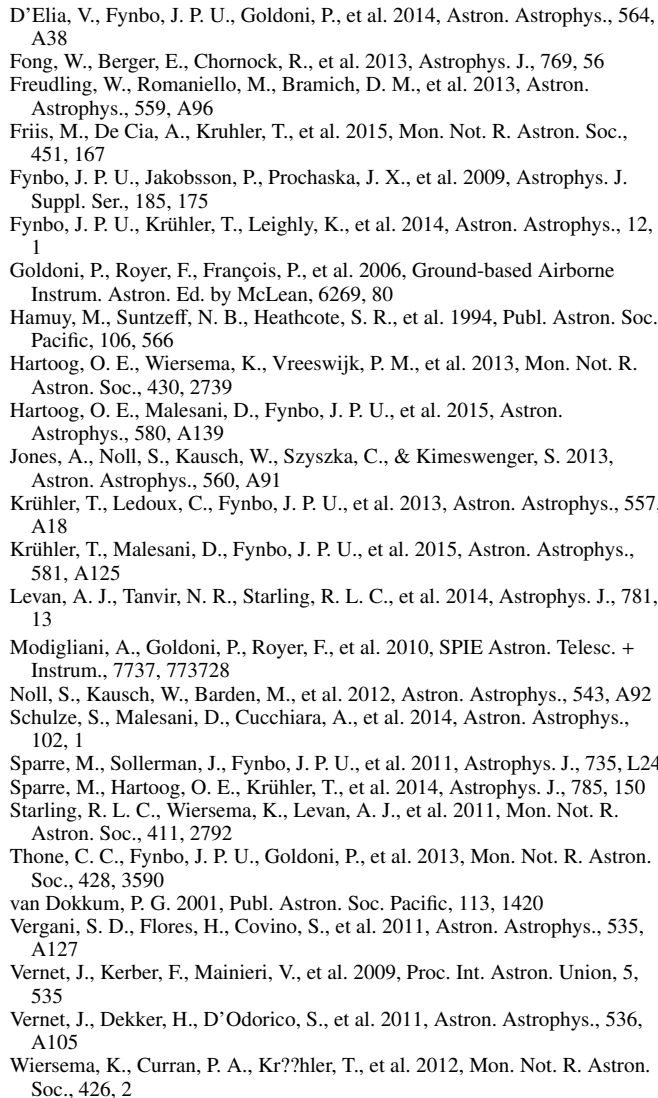 D’Elia, V., Fynbo, J. P. U., Goldoni, P., et al. 2014, Astron. Astrophys., 564,
A38
Fong, W., Berger, E., Chornock, R., et al. 2013, Astrophys. J., 769, 56
Freudling, W., Romaniello, M., Bramich, D. M., et al. 2013, Astron.
Astrophys., 559, A96
Friis, M., De Cia, A., Kruhler, T., et al. 2015, Mon. Not. R. Astron. Soc.,
451, 167
Fynbo, J. P. U., Jakobsson, P., Prochaska, J. X., et al. 2009, Astrophys. J.
Suppl. Ser., 185, 175
Fynbo, J. P. U., Krühler, T., Leighly, K., et al. 2014, Astron. Astrophys., 12,
1
Goldoni, P., Royer, F., François, P., et al. 2006, Ground-based Airborne
Instrum. Astron. Ed. by McLean, 6269, 80
Hamuy, M., Suntzeff, N. B., Heathcote, S. R., et al. 1994, Publ. Astron. Soc.
Pacific, 106, 566
Hartoog, O. E., Wiersema, K., Vreeswijk, P. M., et al. 2013, Mon. Not. R.
Astron. Soc., 430, 2739
Hartoog, O. E., Malesani, D., Fynbo, J. P. U., et al. 2015, Astron.
Astrophys., 580, A139
Jones, A., Noll, S., Kausch, W., Szyszka, C., & Kimeswenger, S. 2013,
Astron. Astrophys., 560, A91
Krühler, T., Ledoux, C., Fynbo, J. P. U., et al. 2013, Astron. Astrophys., 557,
A18
Krühler, T., Malesani, D., Fynbo, J. P. U., et al. 2015, Astron. Astrophys.,
581, A125
Levan, A. J., Tanvir, N. R., Starling, R. L. C., et al. 2014, Astrophys. J., 781,
13
Modigliani, A., Goldoni, P., Royer, F., et al. 2010, SPIE Astron. Telesc. +
Instrum., 7737, 773728
Noll, S., Kausch, W., Barden, M., et al. 2012, Astron. Astrophys., 543, A92
Schulze, S., Malesani, D., Cucchiara, A., et al. 2014, Astron. Astrophys.,
102, 1
Sparre, M., Sollerman, J., Fynbo, J. P. U., et al. 2011, Astrophys. J., 735, L24
Sparre, M., Hartoog, O. E., Krühler, T., et al. 2014, Astrophys. J., 785, 150
Starling, R. L. C., Wiersema, K., Levan, A. J., et al. 2011, Mon. Not. R.
Astron. Soc., 411, 2792
Thone, C. C., Fynbo, J. P. U., Goldoni, P., et al. 2013, Mon. Not. R. Astron.
Soc., 428, 3590
van Dokkum, P. G. 2001, Publ. Astron. Soc. Pacific, 113, 1420
Vergani, S. D., Flores, H., Covino, S., et al. 2011, Astron. Astrophys., 535,
A127
Vernet, J., Kerber, F., Mainieri, V., et al. 2009, Proc. Int. Astron. Union, 5,
535
Vernet, J., Dekker, H., D’Odorico, S., et al. 2011, Astron. Astrophys., 536,
A105
Wiersema, K., Curran, P. A., Kr??hler, T., et al. 2012, Mon. Not. R. Astron.
Soc., 426, 2